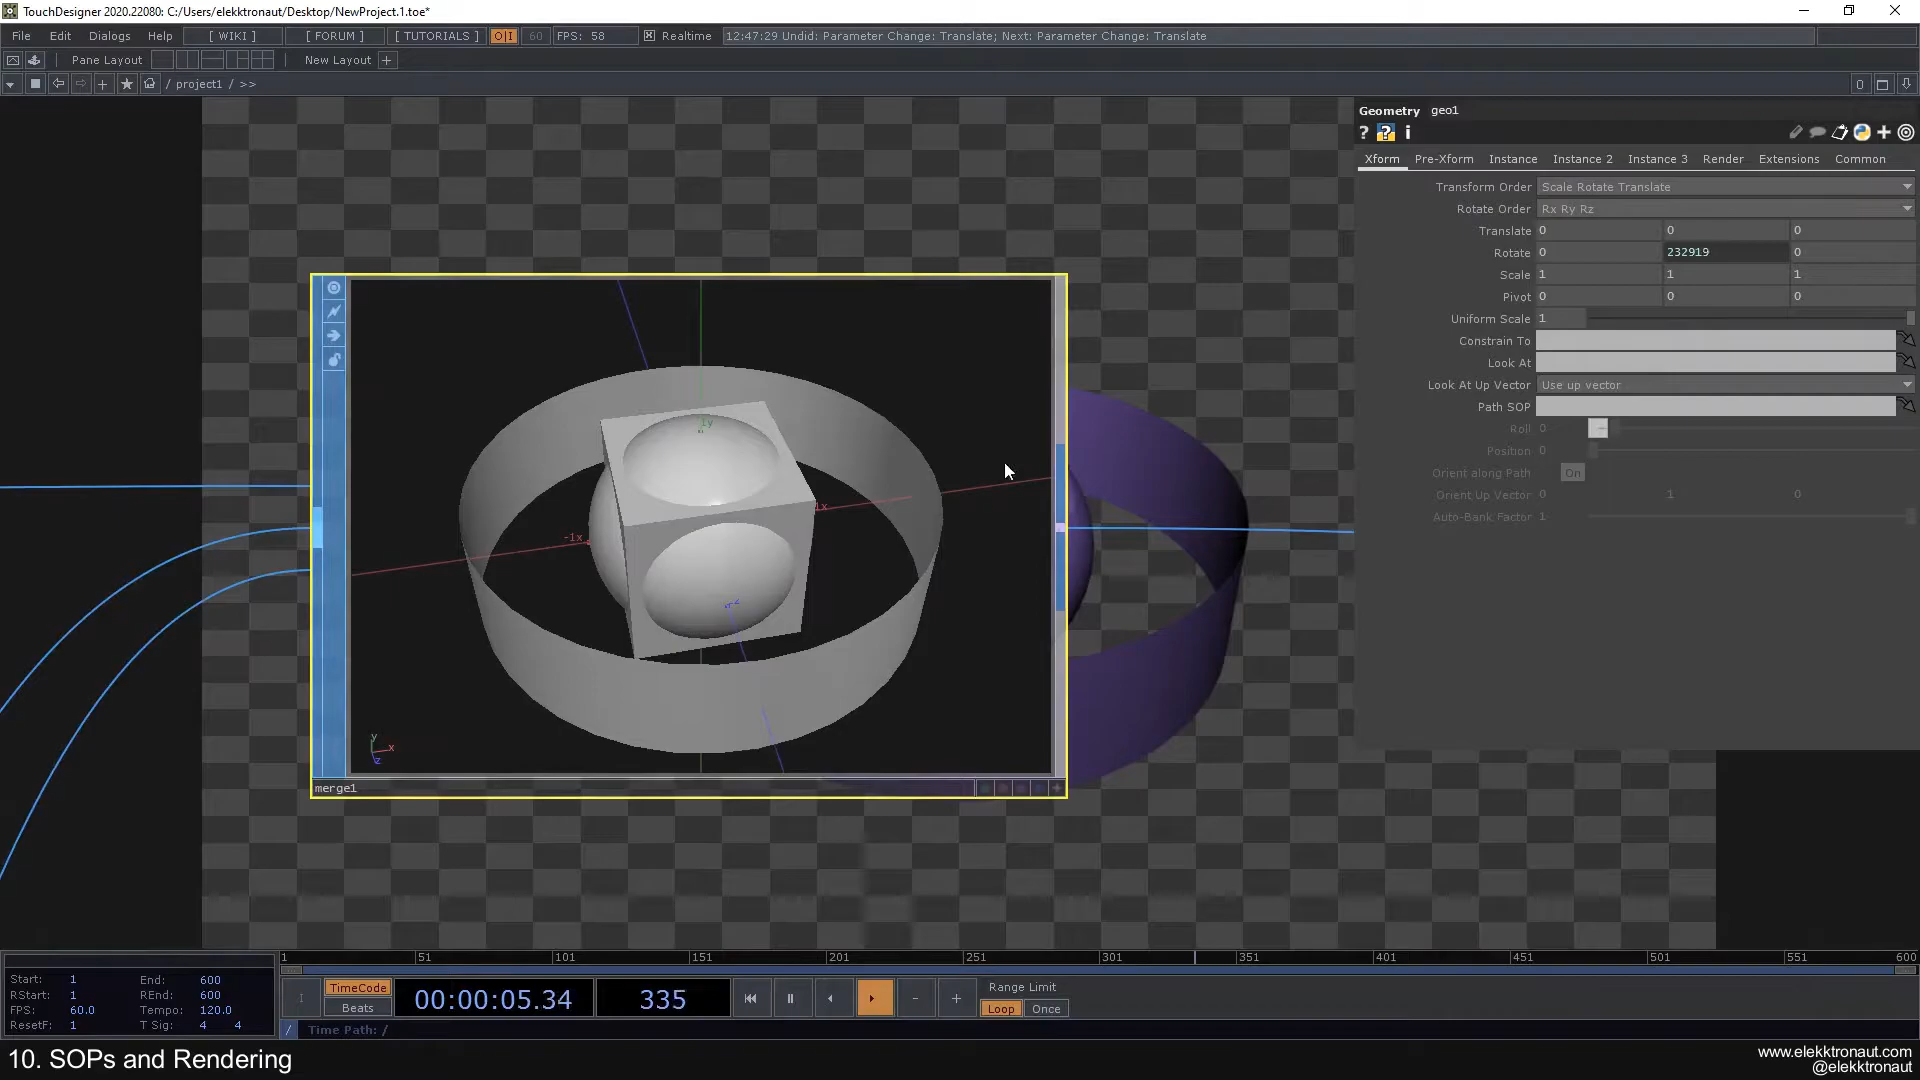 TouchDesigner 2020.22080: C:/Users/elekktronaut/Desktop/NewProject.1.toe*
File Edit Dialogs Help [ WIKI ] [ FORUM ] [ TUTORIALS ] O|I 60 FPS: 58 Realtime 12:47:29 Undid: Parameter Change: Translate; Next: Parameter Change: Translate
Pane Layout New Layout +
/ project1 / >> 0
Geometry geo1
? ? i
Xform Pre-Xform Instance Instance 2 Instance 3 Render Extensions Common
Transform Order Scale Rotate Translate
Rotate Order Rx Ry Rz
Translate 0 0 0
Rotate 0 232919 0
Scale 1 1 1
Pivot 0 0 0
Uniform Scale 1
Constrain To
Look At
Look At Up Vector Use up vector
Path SOP
Roll 0
Position 0
Orient along Path On
Orient Up Vector 0 1 0
Auto-Bank Factor 1
1y
1x
-1x
y
x
z
merge1
1 51 101 151 201 251 301 351 401 451 501 551 600
Start: 1 End: 600
RStart: 1 REnd: 600
FPS: 60.0 Tempo: 120.0
ResetF: 1 T Sig: 4 4
TimeCode
Beats
00:00:05.34
335
Range Limit
Loop Once
/ Time Path: /
10. SOPs and Rendering
www.elekktronaut.com
@elekktronaut